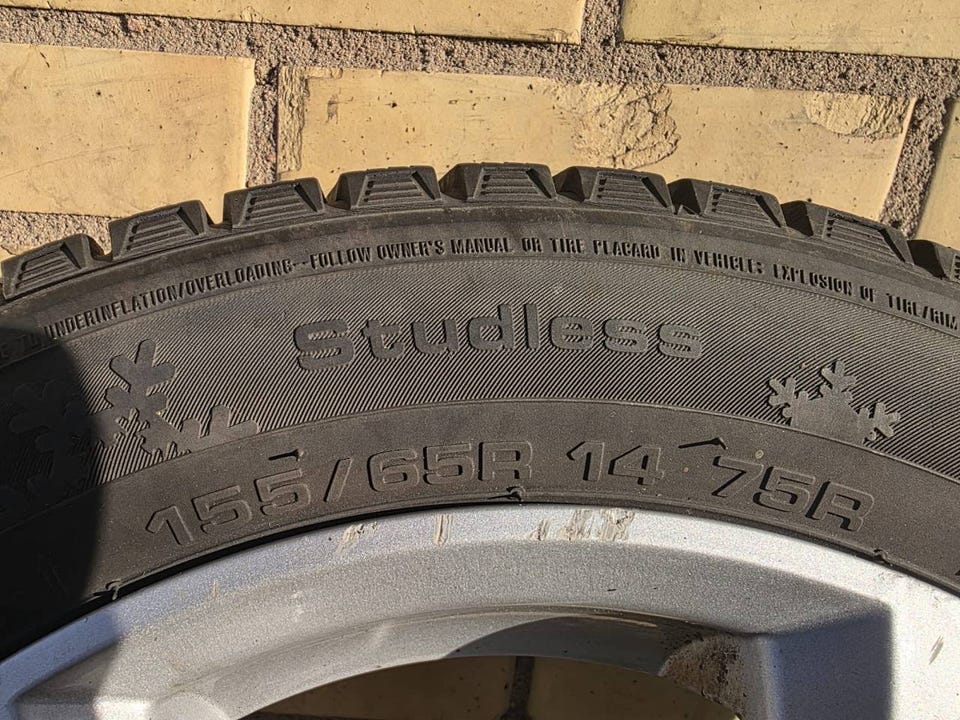 TO UNDERINFLATION/OVERLOADING--FOLLOW OWNER'S MANUAL OR TIRE PLACARD IN VEHICLE; EXPLOSION OF TIRE/RIM
Studless
155/65R 14 75R